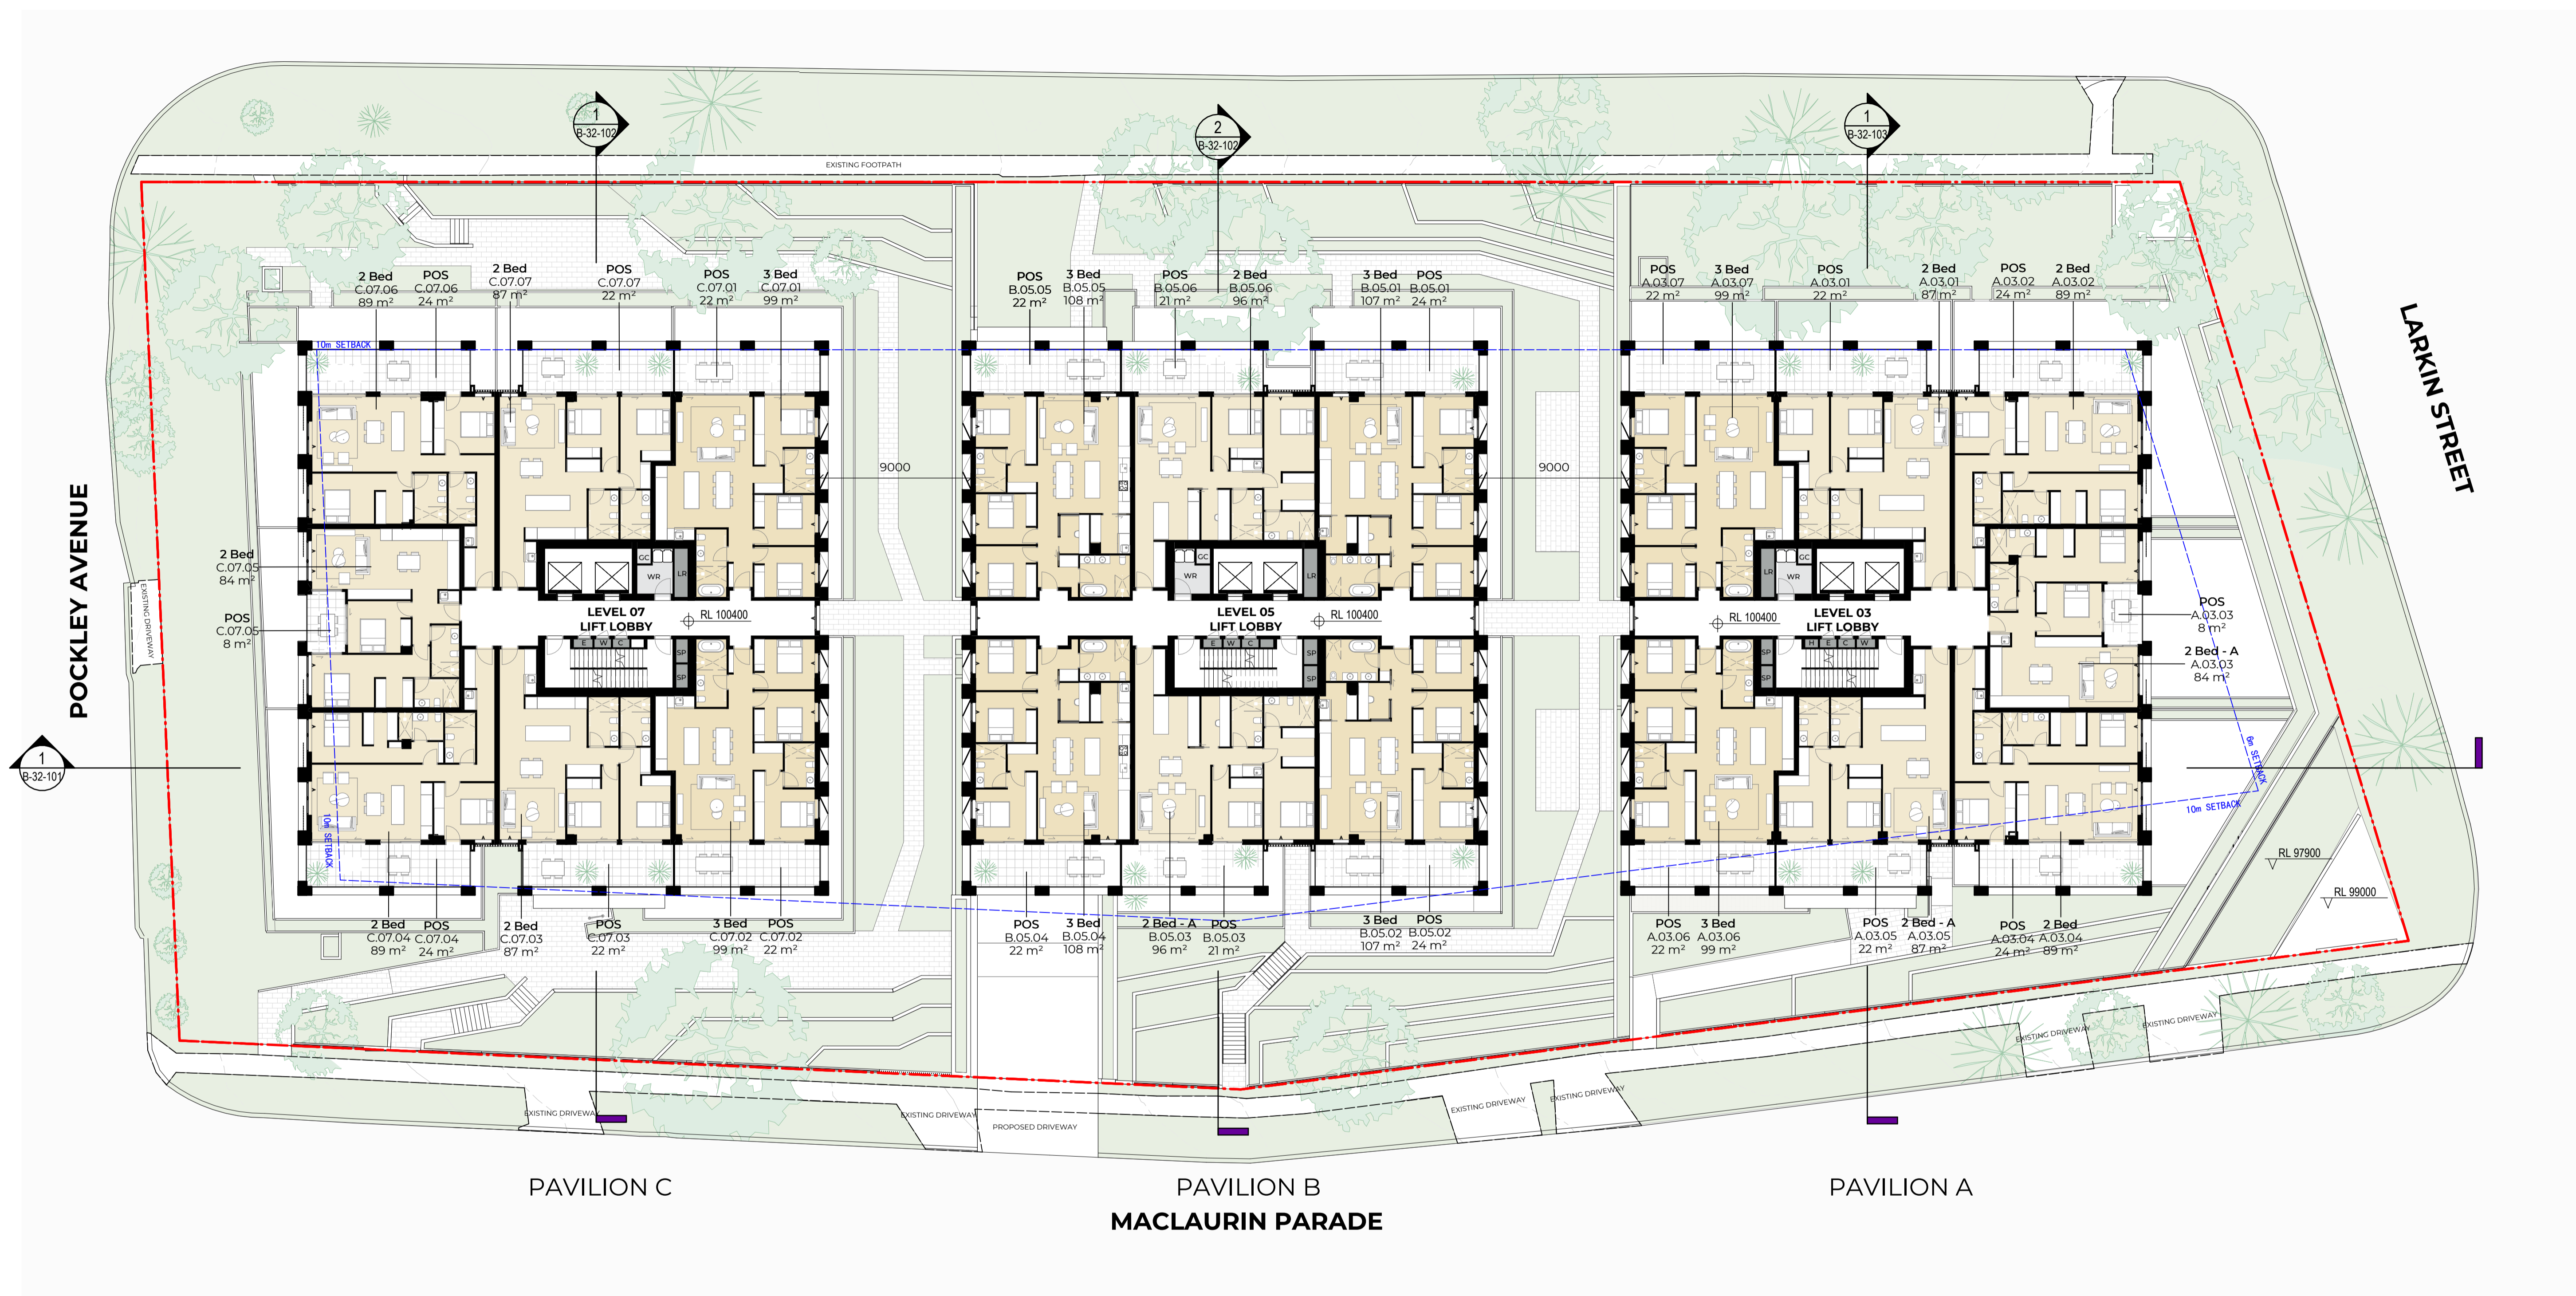 1
B-32-102
2
B-32-102
1
B-32-103
EXISTING FOOTPATH
2 Bed
C.07.06
89 m²
POS
C.07.06
24 m²
2 Bed
C.07.07
87 m²
POS
C.07.07
22 m²
POS
C.07.01
22 m²
3 Bed
C.07.01
99 m²
POS
B.05.05
22 m²
3 Bed
B.05.05
108 m²
POS
B.05.06
21 m²
2 Bed
B.05.06
96 m²
3 Bed
B.05.01
107 m²
POS
B.05.01
24 m²
POS
A.03.07
22 m²
3 Bed
A.03.07
99 m²
POS
A.03.01
22 m²
2 Bed
A.03.01
87 m²
POS
A.03.02
24 m²
2 Bed
A.03.02
89 m²
LARKIN STREET
10m SETBACK
9000
9000
POCKLEY AVENUE
EXISTING DRIVEWAY
2 Bed
C.07.05
84 m²
POS
C.07.05
8 m²
GC
WR
LR
LEVEL 07
LIFT LOBBY
RL 100400
E W C
SP
SP
GC
WR
LR
LEVEL 05
LIFT LOBBY
RL 100400
E W C
SP
SP
LR
WR
GC
RL 100400
LEVEL 03
LIFT LOBBY
SP
SP
H E C W
POS
A.03.03
8 m²
2 Bed - A
A.03.03
84 m²
1
B-32-101
6m SETBACK
10m SETBACK
10m SETBACK
RL 97900
RL 99000
2 Bed
C.07.04
89 m²
POS
C.07.04
24 m²
2 Bed
C.07.03
87 m²
POS
C.07.03
22 m²
3 Bed
C.07.02
99 m²
POS
C.07.02
22 m²
POS
B.05.04
22 m²
3 Bed
B.05.04
108 m²
2 Bed - A
B.05.03
96 m²
POS
B.05.03
21 m²
3 Bed
B.05.02
107 m²
POS
B.05.02
24 m²
POS
A.03.06
22 m²
3 Bed
A.03.06
99 m²
POS
A.03.05
22 m²
2 Bed - A
A.03.05
87 m²
POS
A.03.04
24 m²
2 Bed
A.03.04
89 m²
EXISTING DRIVEWAY
EXISTING DRIVEWAY
PROPOSED DRIVEWAY
EXISTING DRIVEWAY
EXISTING DRIVEWAY
EXISTING DRIVEWAY
EXISTING DRIVEWAY
PAVILION C
PAVILION B
PAVILION A
MACLAURIN PARADE